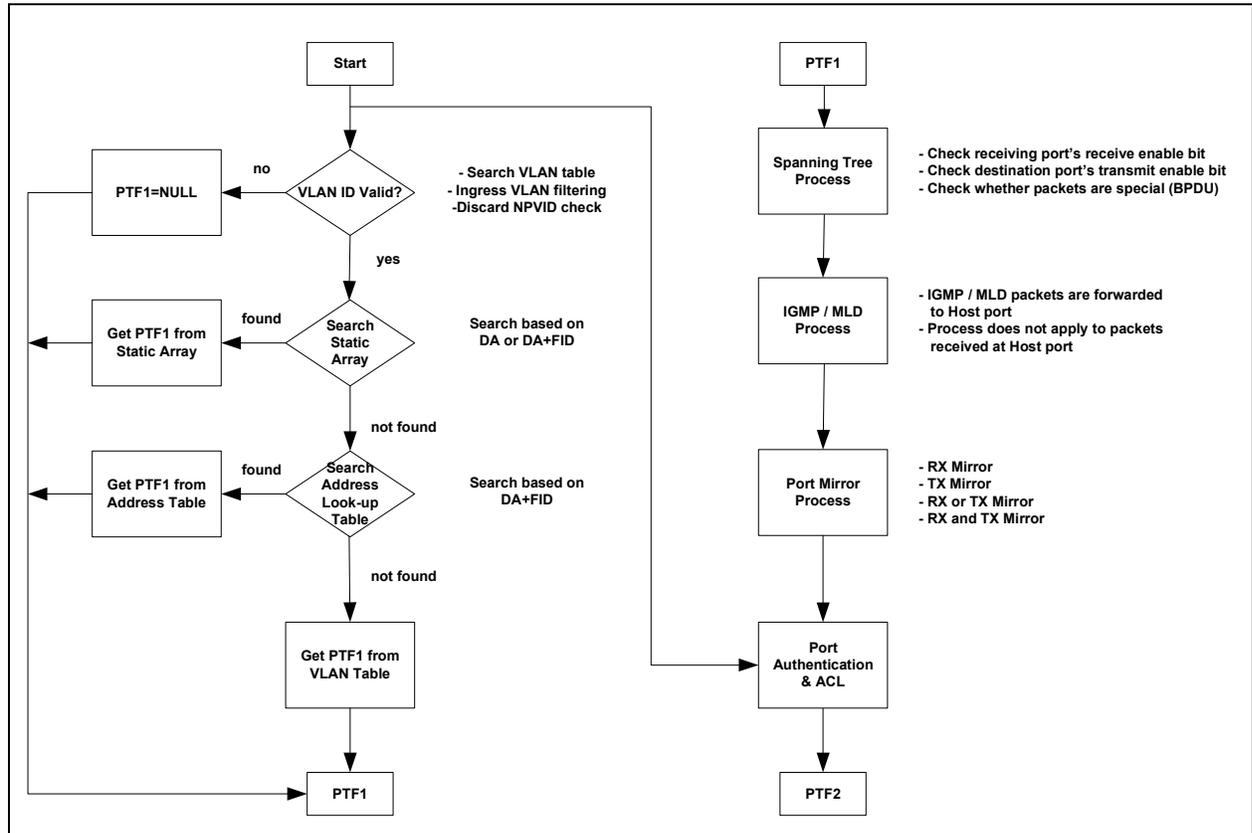 Start
no
PTF1=NULL
VLAN ID Valid?
- Search VLAN table
- Ingress VLAN filtering
-Discard NPVID check
yes
found
Get PTF1 from
Static Array
Search
Static
Array
Search based on
DA or DA+FID
not found
found
Get PTF1 from
Address Table
Search
Address
Look-up
Table
Search based on
DA+FID
not found
Get PTF1 from
VLAN Table
PTF1
PTF1
Spanning Tree
Process
- Check receiving port's receive enable bit
- Check destination port's transmit enable bit
- Check whether packets are special (BPDU)
IGMP / MLD
Process
- IGMP / MLD packets are forwarded
to Host port
- Process does not apply to packets
received at Host port
Port Mirror
Process
- RX Mirror
- TX Mirror
- RX or TX Mirror
- RX and TX Mirror
Port
Authentication
& ACL
PTF2